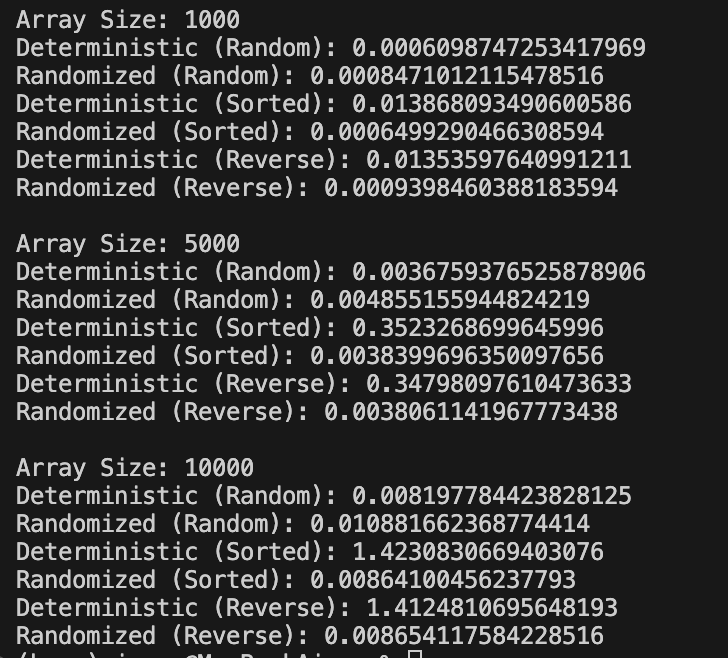 Array Size: 1000
Deterministic (Random): 0.0006098747253417969
Randomized (Random): 0.0008471012115478516
Deterministic (Sorted): 0.013868093490600586
Randomized (Sorted): 0.0006499290466308594
Deterministic (Reverse): 0.01353597640991211
Randomized (Reverse): 0.0009398460388183594
Array Size: 5000
Deterministic (Random): 0.0036759376525878906
Randomized (Random): 0.004855155944824219
Deterministic (Sorted): 0.3523268699645996
Randomized (Sorted): 0.0038399696350097656
Deterministic (Reverse): 0.34798097610473633
Randomized (Reverse): 0.0038061141967773438
Array Size: 10000
Deterministic (Random): 0.008197784423828125
Randomized (Random): 0.010881662368774414
Deterministic (Sorted): 1.4230830669403076
Randomized (Sorted): 0.00864100456237793
Deterministic (Reverse): 1.4124810695648193
Randomized (Reverse): 0.008654117584228516